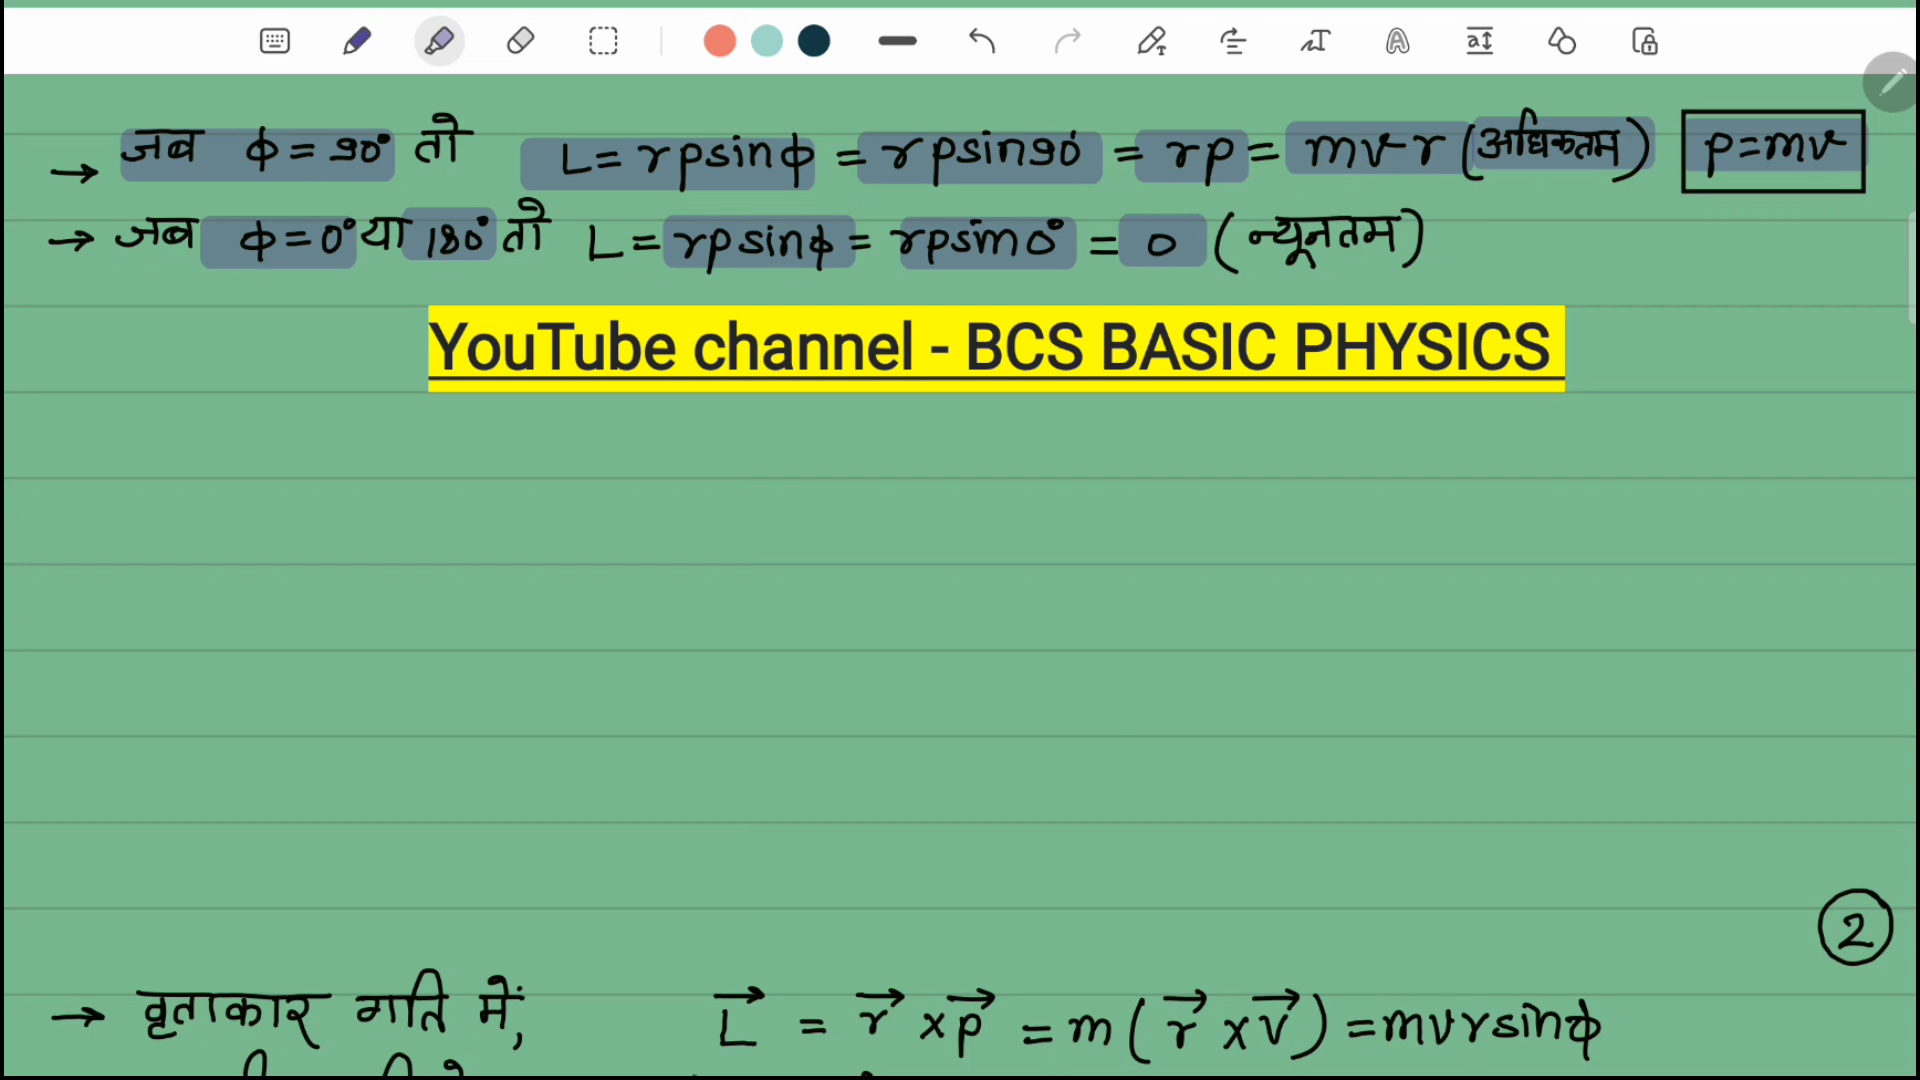 → जब ϕ = 90° तो L = rpsinϕ = rpsin90° = rp = mvr (अधिकतम) p=mv
→ जब ϕ = 0° या 180° तो L = rpsinϕ = rpsin0° = 0 (न्यूनतम)
YouTube channel - BCS BASIC PHYSICS
2
→ वृताकार गति में, L⃗ = r⃗ × p⃗ = m(r⃗ × v⃗) = mvrsinϕ